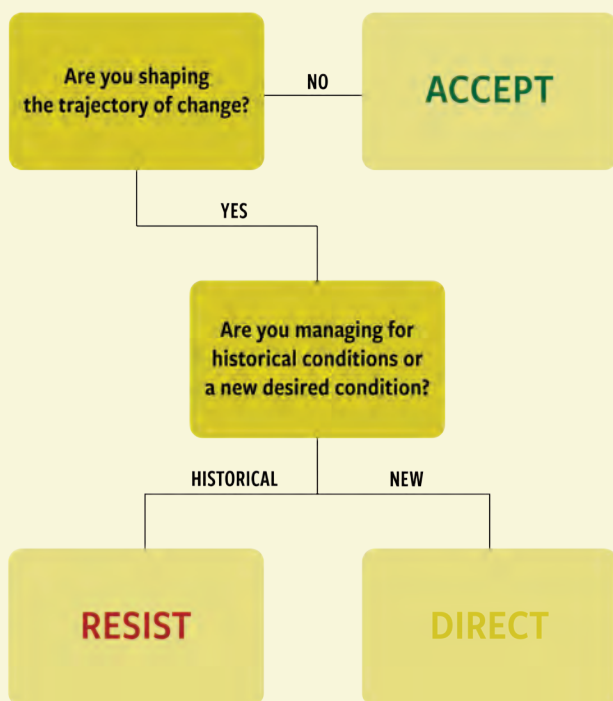 Are you shaping
the trajectory of change?
NO
ACCEPT
YES
Are you managing for
historical conditions or
a new desired condition?
HISTORICAL
NEW
RESIST
DIRECT